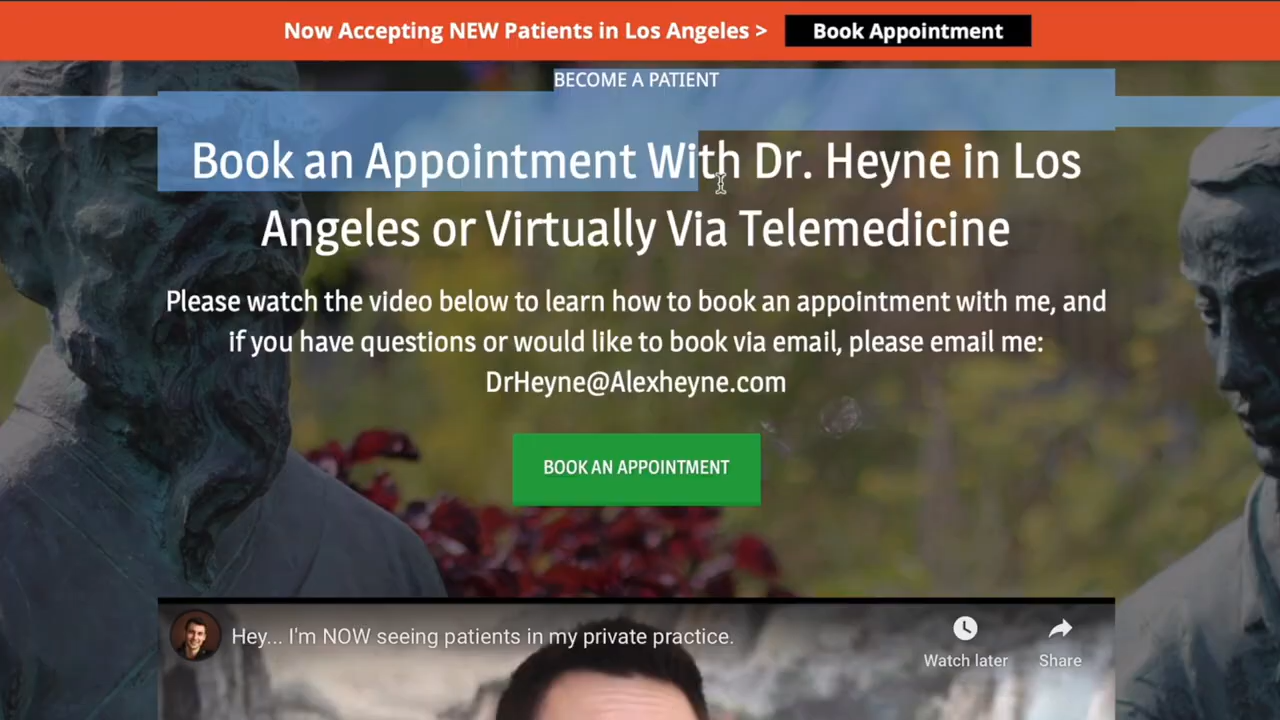 Now Accepting NEW Patients in Los Angeles >
Book Appointment
BECOME A PATIENT
Book an Appointment With Dr. Heyne in Los
Angeles or Virtually Via Telemedicine
Please watch the video below to learn how to book an appointment with me, and
if you have questions or would like to book via email, please email me:
DrHeyne@Alexheyne.com
BOOK AN APPOINTMENT
Hey... I'm NOW seeing patients in my private practice.
Watch later
Share